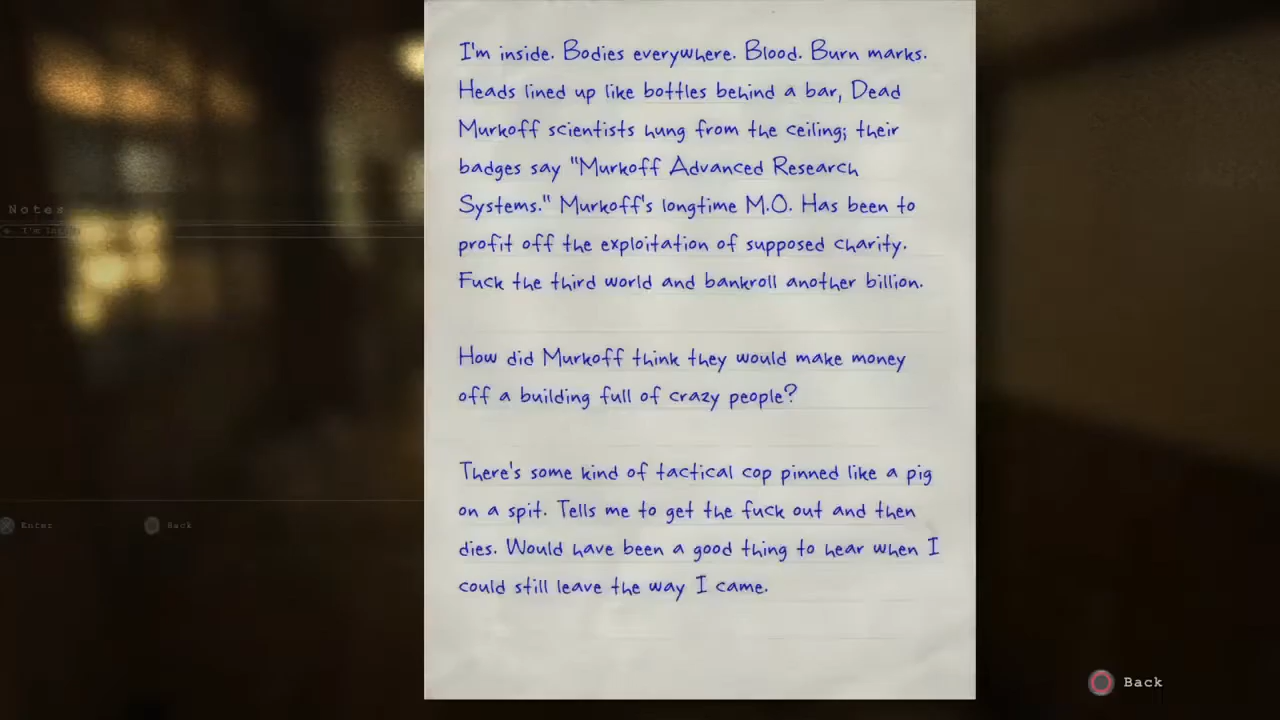 I'm inside. Bodies everywhere. Blood. Burn marks.
Heads lined up like bottles behind a bar, Dead
Murkoff scientists hung from the ceiling; their
badges say "Murkoff Advanced Research
Systems." Murkoff's longtime M.O. Has been to
profit off the exploitation of supposed charity.
Fuck the third world and bankroll another billion.
How did Murkoff think they would make money
off a building full of crazy people?
There's some kind of tactical cop pinned like a pig
on a spit. Tells me to get the fuck out and then
dies. Would have been a good thing to hear when I
could still leave the way I came.
Notes
I'm
Enter
Back
Back